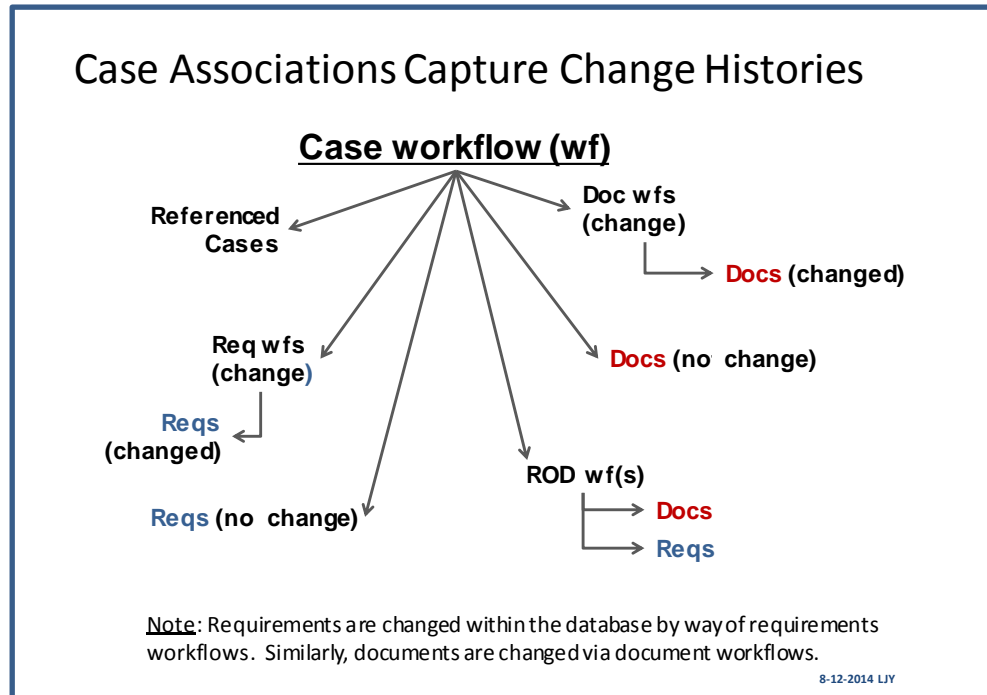 Case Associations Capture Change Histories
Case workflow (wf)
Referenced
Cases
Doc wfs
(change)
Docs (changed)
Req wfs
(change)
Reqs
(changed)
Docs (no change)
Reqs (no change)
ROD wf(s)
Docs
Reqs
Note: Requirements are changed within the database by way of requirements
workflows. Similarly, documents are changed via document workflows.
8-12-2014 LJY